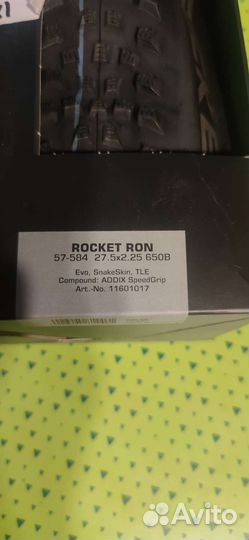 ROCKET RON
57-584 27.5x2.25 650B
Evo, SnakeSkin, TLE
Compound: ADDIX SpeedGrip
Art.-No. 11601017
Avito